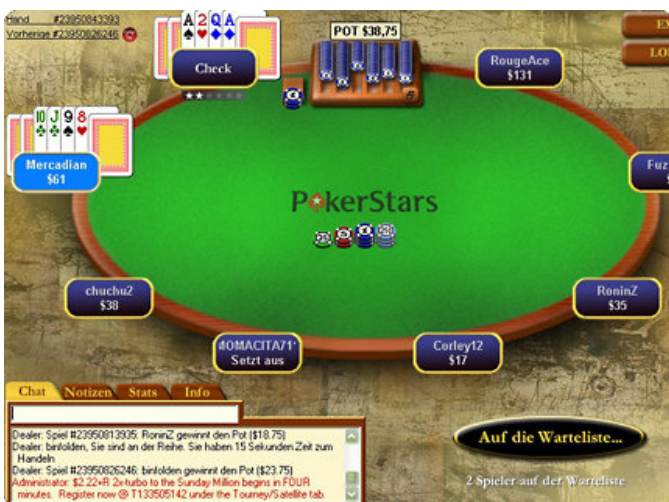 Hand #23950843393
Vorherige #23950826246
A 2 Q A
POT $38,75
Check
RougeAce
$131
10 J 9 8
Mercadian
$61
PokerStars
chuchu2
$38
RoninZ
$35
Setzt aus
Corley12
$17
Chat Notizen Stats Info
Dealer: Spiel #23950813935: RoninZ gewinnt den Pot ($18.75)
Dealer: binfolden, Sie sind an der Reihe. Sie haben 15 Sekunden Zeit zum
Handeln
Dealer: Spiel #23950826246: binfolden gewinnt den Pot ($23.75)
Administrator: $2.22+R 2x-turbo to the Sunday Million begins in FOUR
minutes. Register now @ T133505142 under the Tourney/Satellite tab.
Auf die Warteliste...
2 Spieler auf der Warteliste